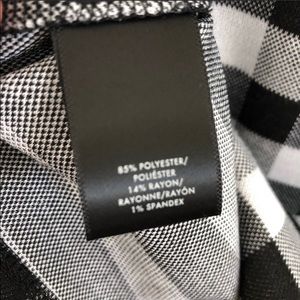 85% POLYESTER/
POLIÉSTER
14% RAYON/
RAYONNE/RAYÓN
1% SPANDEX